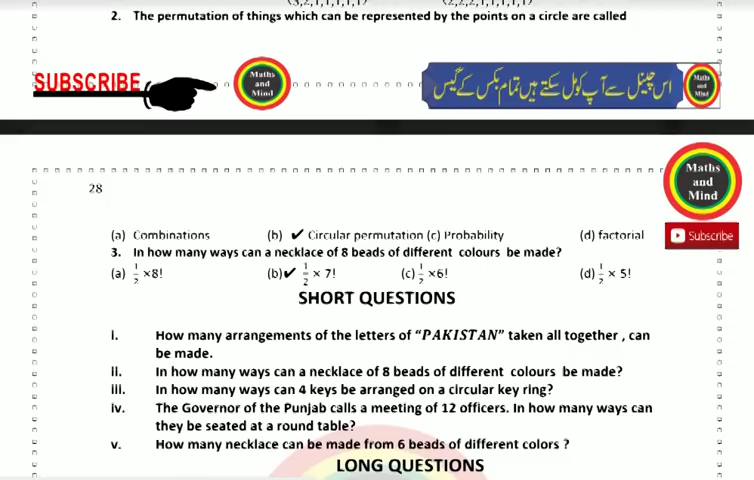 2. The permutation of things which can be represented by the points on a circle are called
SUBSCRIBE
Maths and Mind
اس چینل سے آپ کو مل سکتے ہیں تمام بکس کے گیس
Maths and Mind
Maths and Mind
28
(a) Combinations (b) ✔ Circular permutation (c) Probability (d) factorial
Subscribe
3. In how many ways can a necklace of 8 beads of different colours be made?
(a) 1/2 ×8! (b)✔ 1/2 × 7! (c) 1/2 ×6! (d) 1/2 × 5!
SHORT QUESTIONS
i. How many arrangements of the letters of “PAKISTAN” taken all together , can
be made.
ii. In how many ways can a necklace of 8 beads of different colours be made?
iii. In how many ways can 4 keys be arranged on a circular key ring?
iv. The Governor of the Punjab calls a meeting of 12 officers. In how many ways can
they be seated at a round table?
v. How many necklace can be made from 6 beads of different colors ?
LONG QUESTIONS